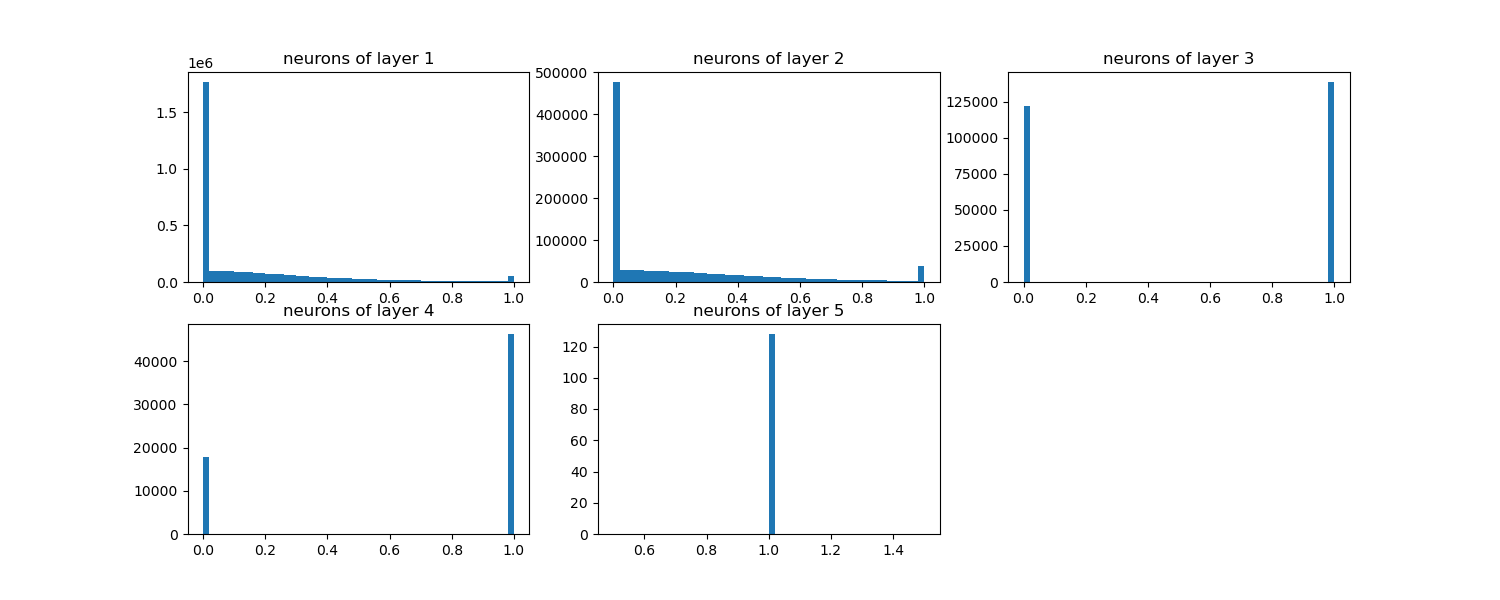 neurons of layer 1
1e6
1.5
1.0
0.5
0.0
0.0 0.2 0.4 0.6 0.8 1.0
neurons of layer 2
500000
400000
300000
200000
100000
0
0.0 0.2 0.4 0.6 0.8 1.0
neurons of layer 3
125000
100000
75000
50000
25000
0
0.0 0.2 0.4 0.6 0.8 1.0
neurons of layer 4
40000
30000
20000
10000
0
0.0 0.2 0.4 0.6 0.8 1.0
neurons of layer 5
120
100
80
60
40
20
0
0.6 0.8 1.0 1.2 1.4